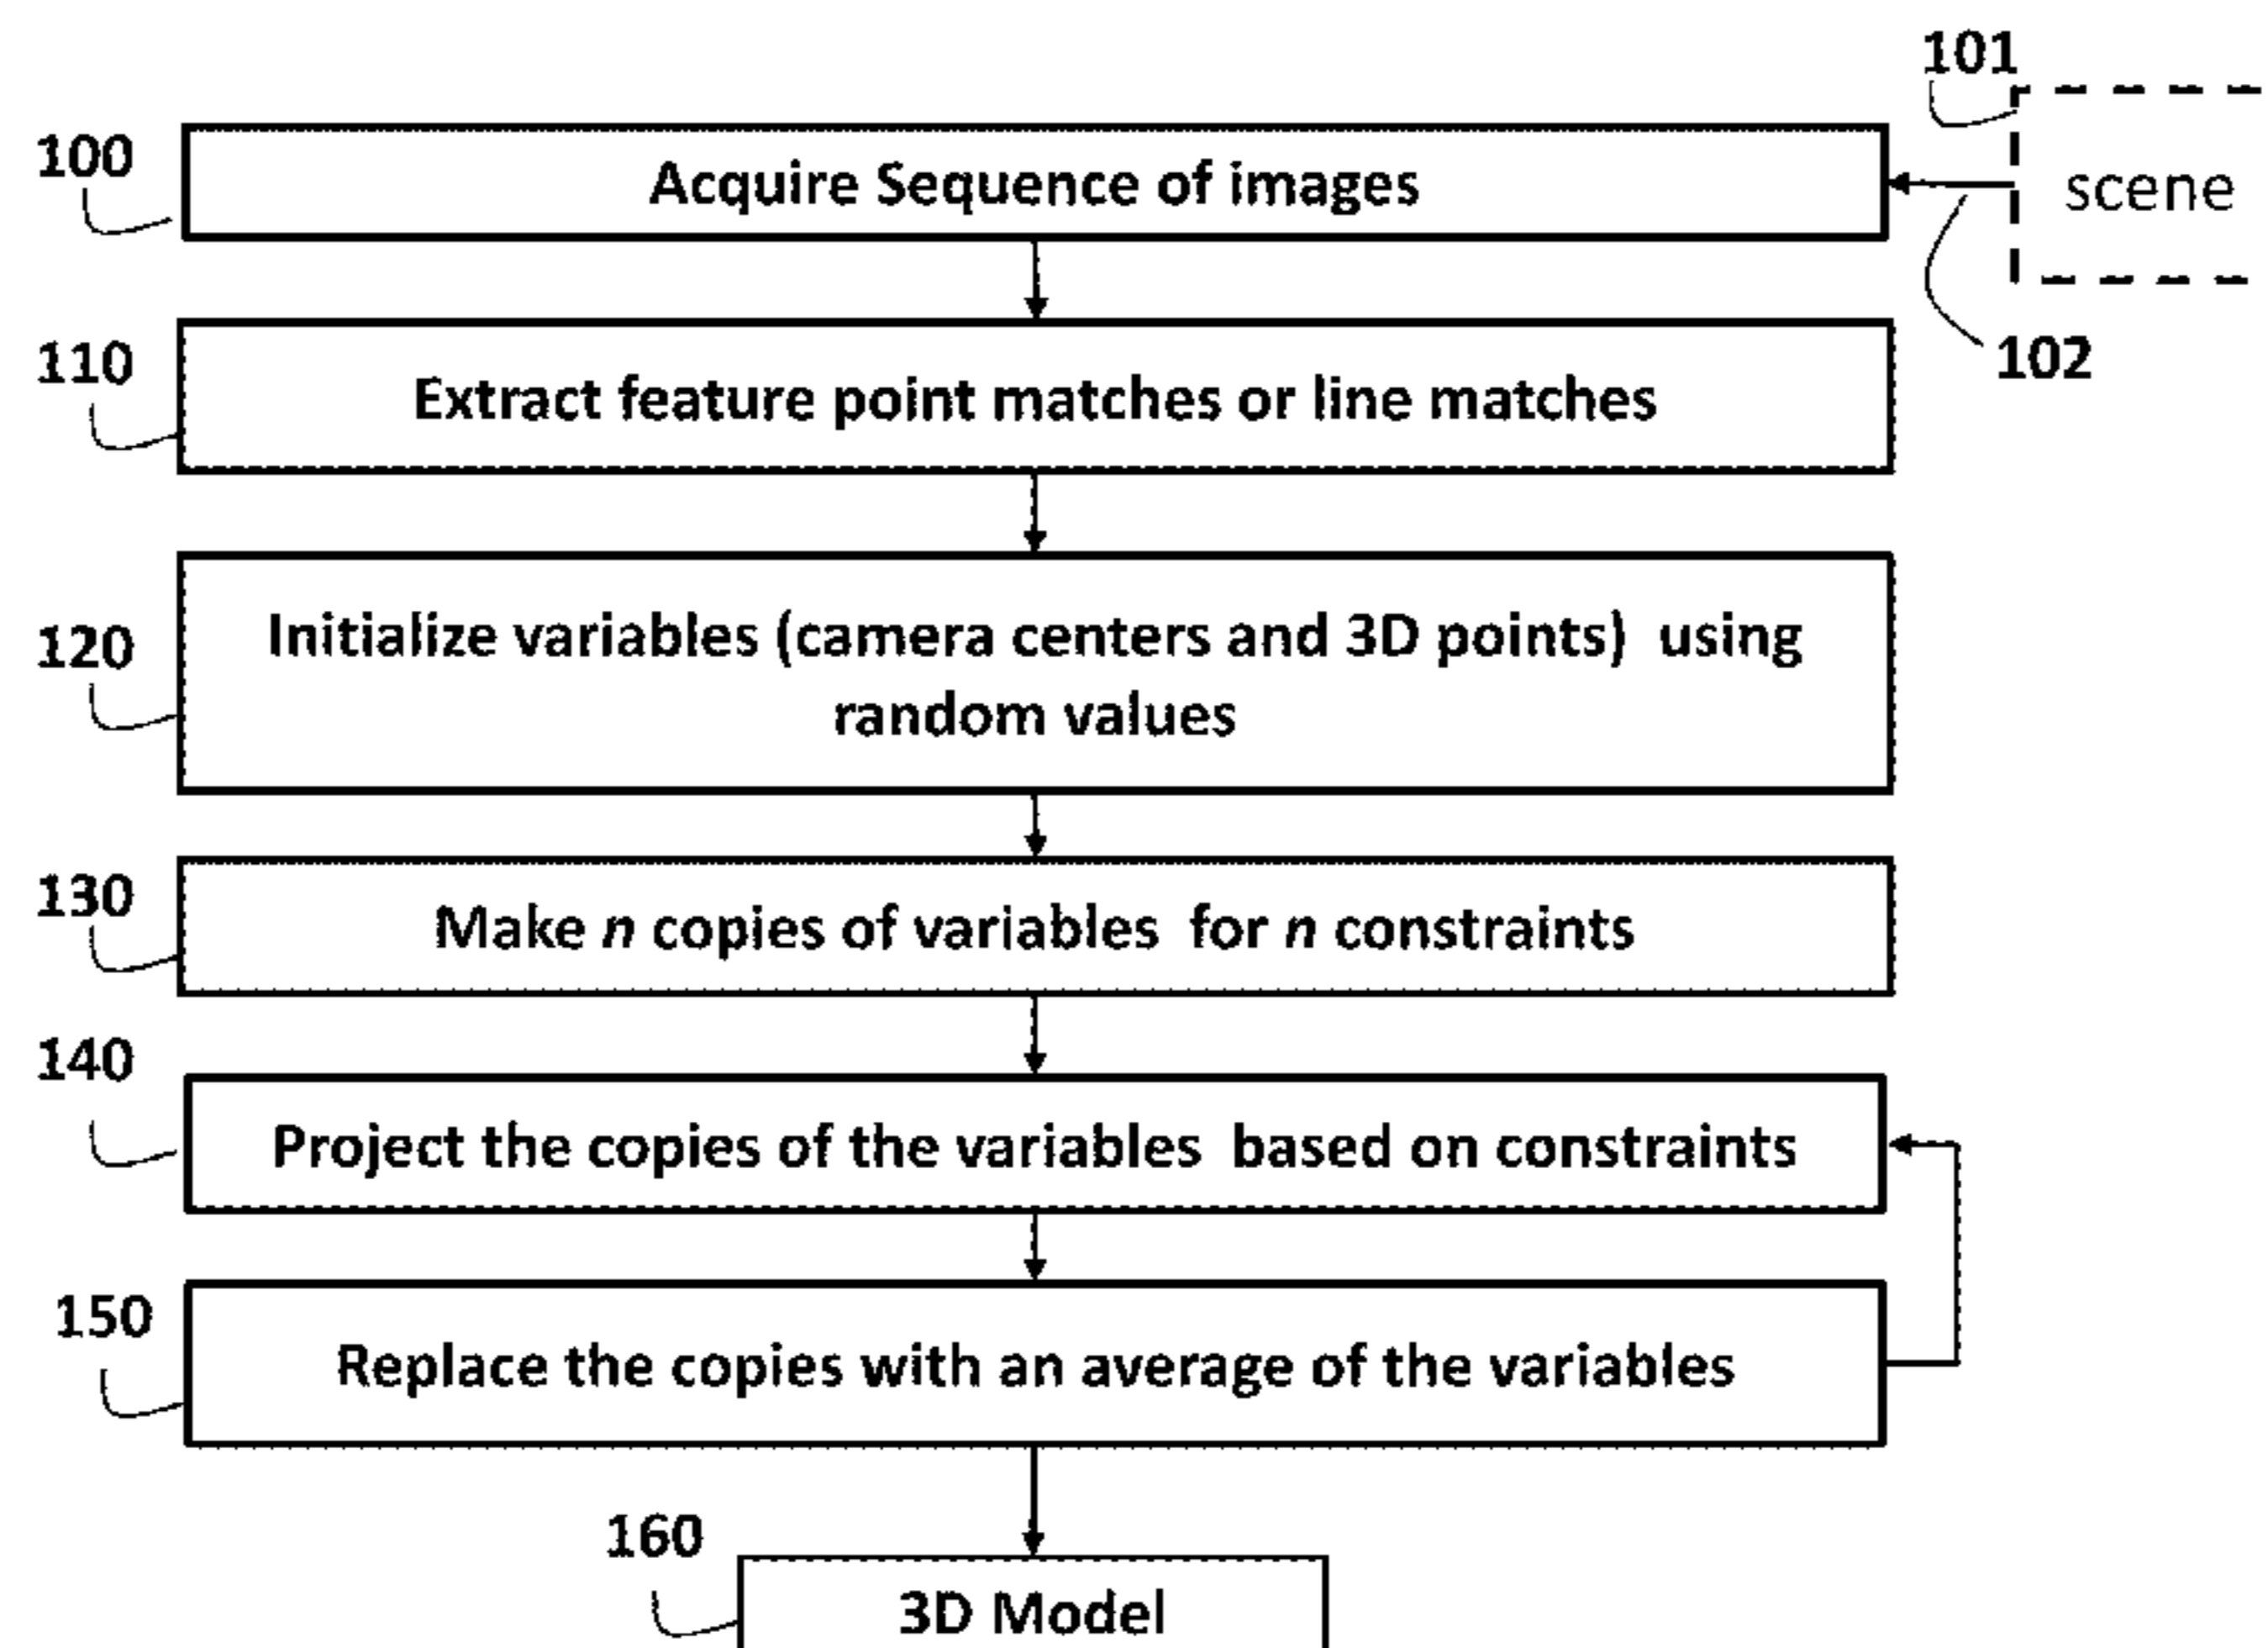 101
100
Acquire Sequence of images
scene
110
Extract feature point matches or line matches
102
120
Initialize variables (camera centers and 3D points) using
random values
130
Make n copies of variables for n constraints
140
Project the copies of the variables based on constraints
150
Replace the copies with an average of the variables
160
3D Model